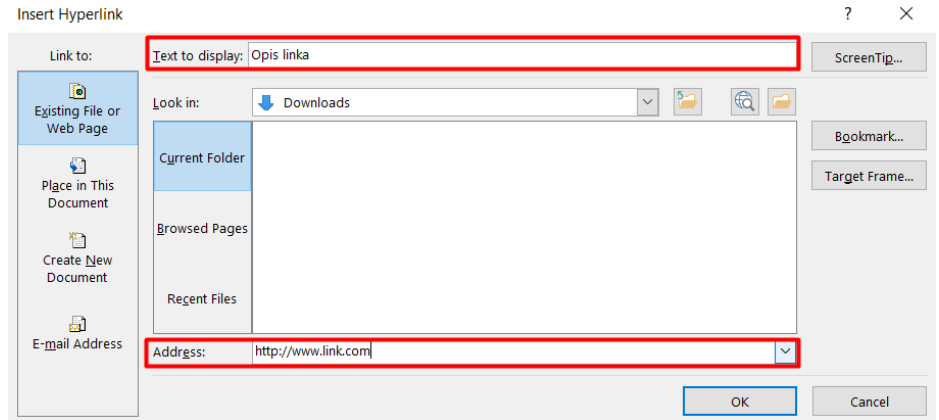 Insert Hyperlink
?
Link to:
Text to display: Opis linka
ScreenTip...
Existing File or
Web Page
Look in:
Downloads
Bookmark...
Target Frame...
Current Folder
Place in This
Document
Browsed Pages
Create New
Document
Recent Files
E-mail Address
Address: http://www.link.com
OK
Cancel